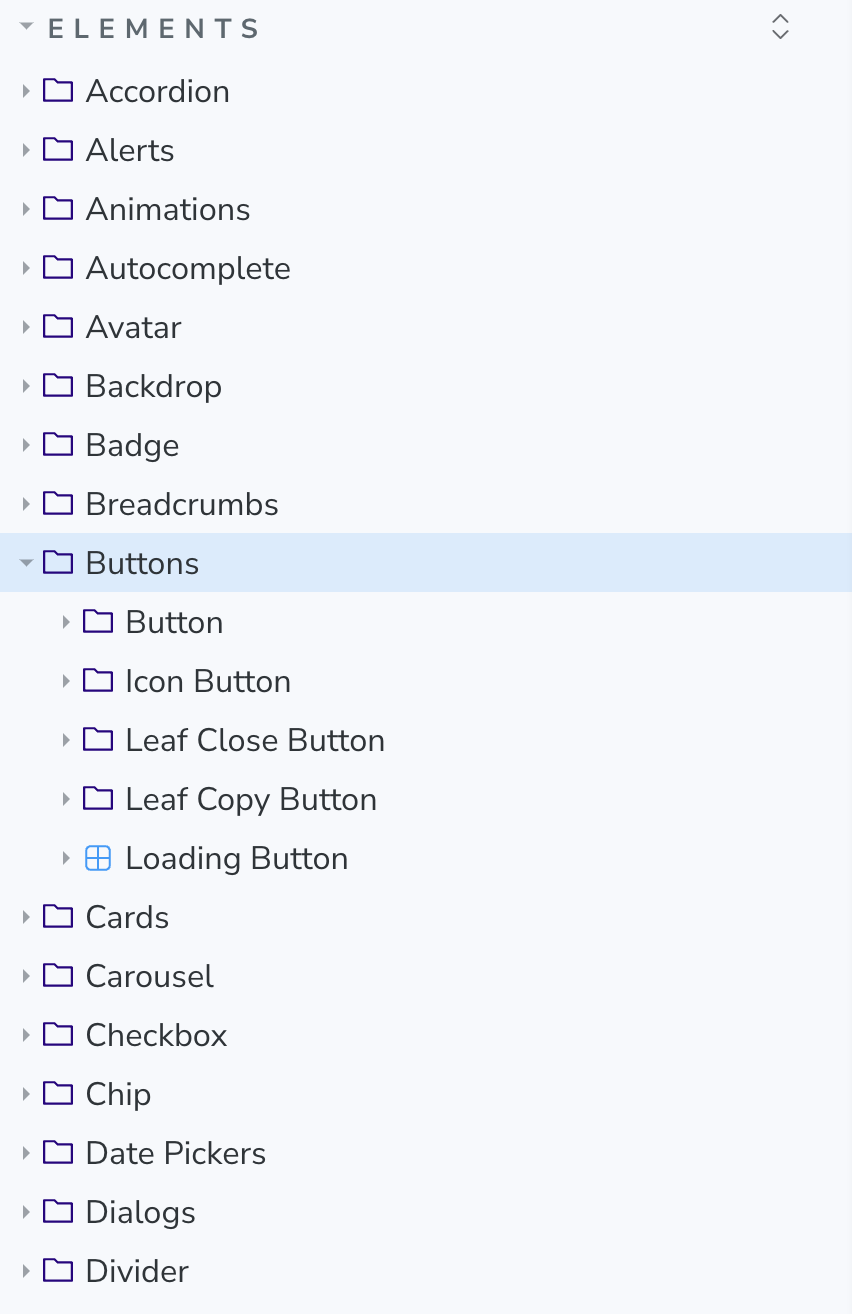 ELEMENTS
Accordion
Alerts
Animations
Autocomplete
Avatar
Backdrop
Badge
Breadcrumbs
Buttons
Button
Icon Button
Leaf Close Button
Leaf Copy Button
Loading Button
Cards
Carousel
Checkbox
Chip
Date Pickers
Dialogs
Divider